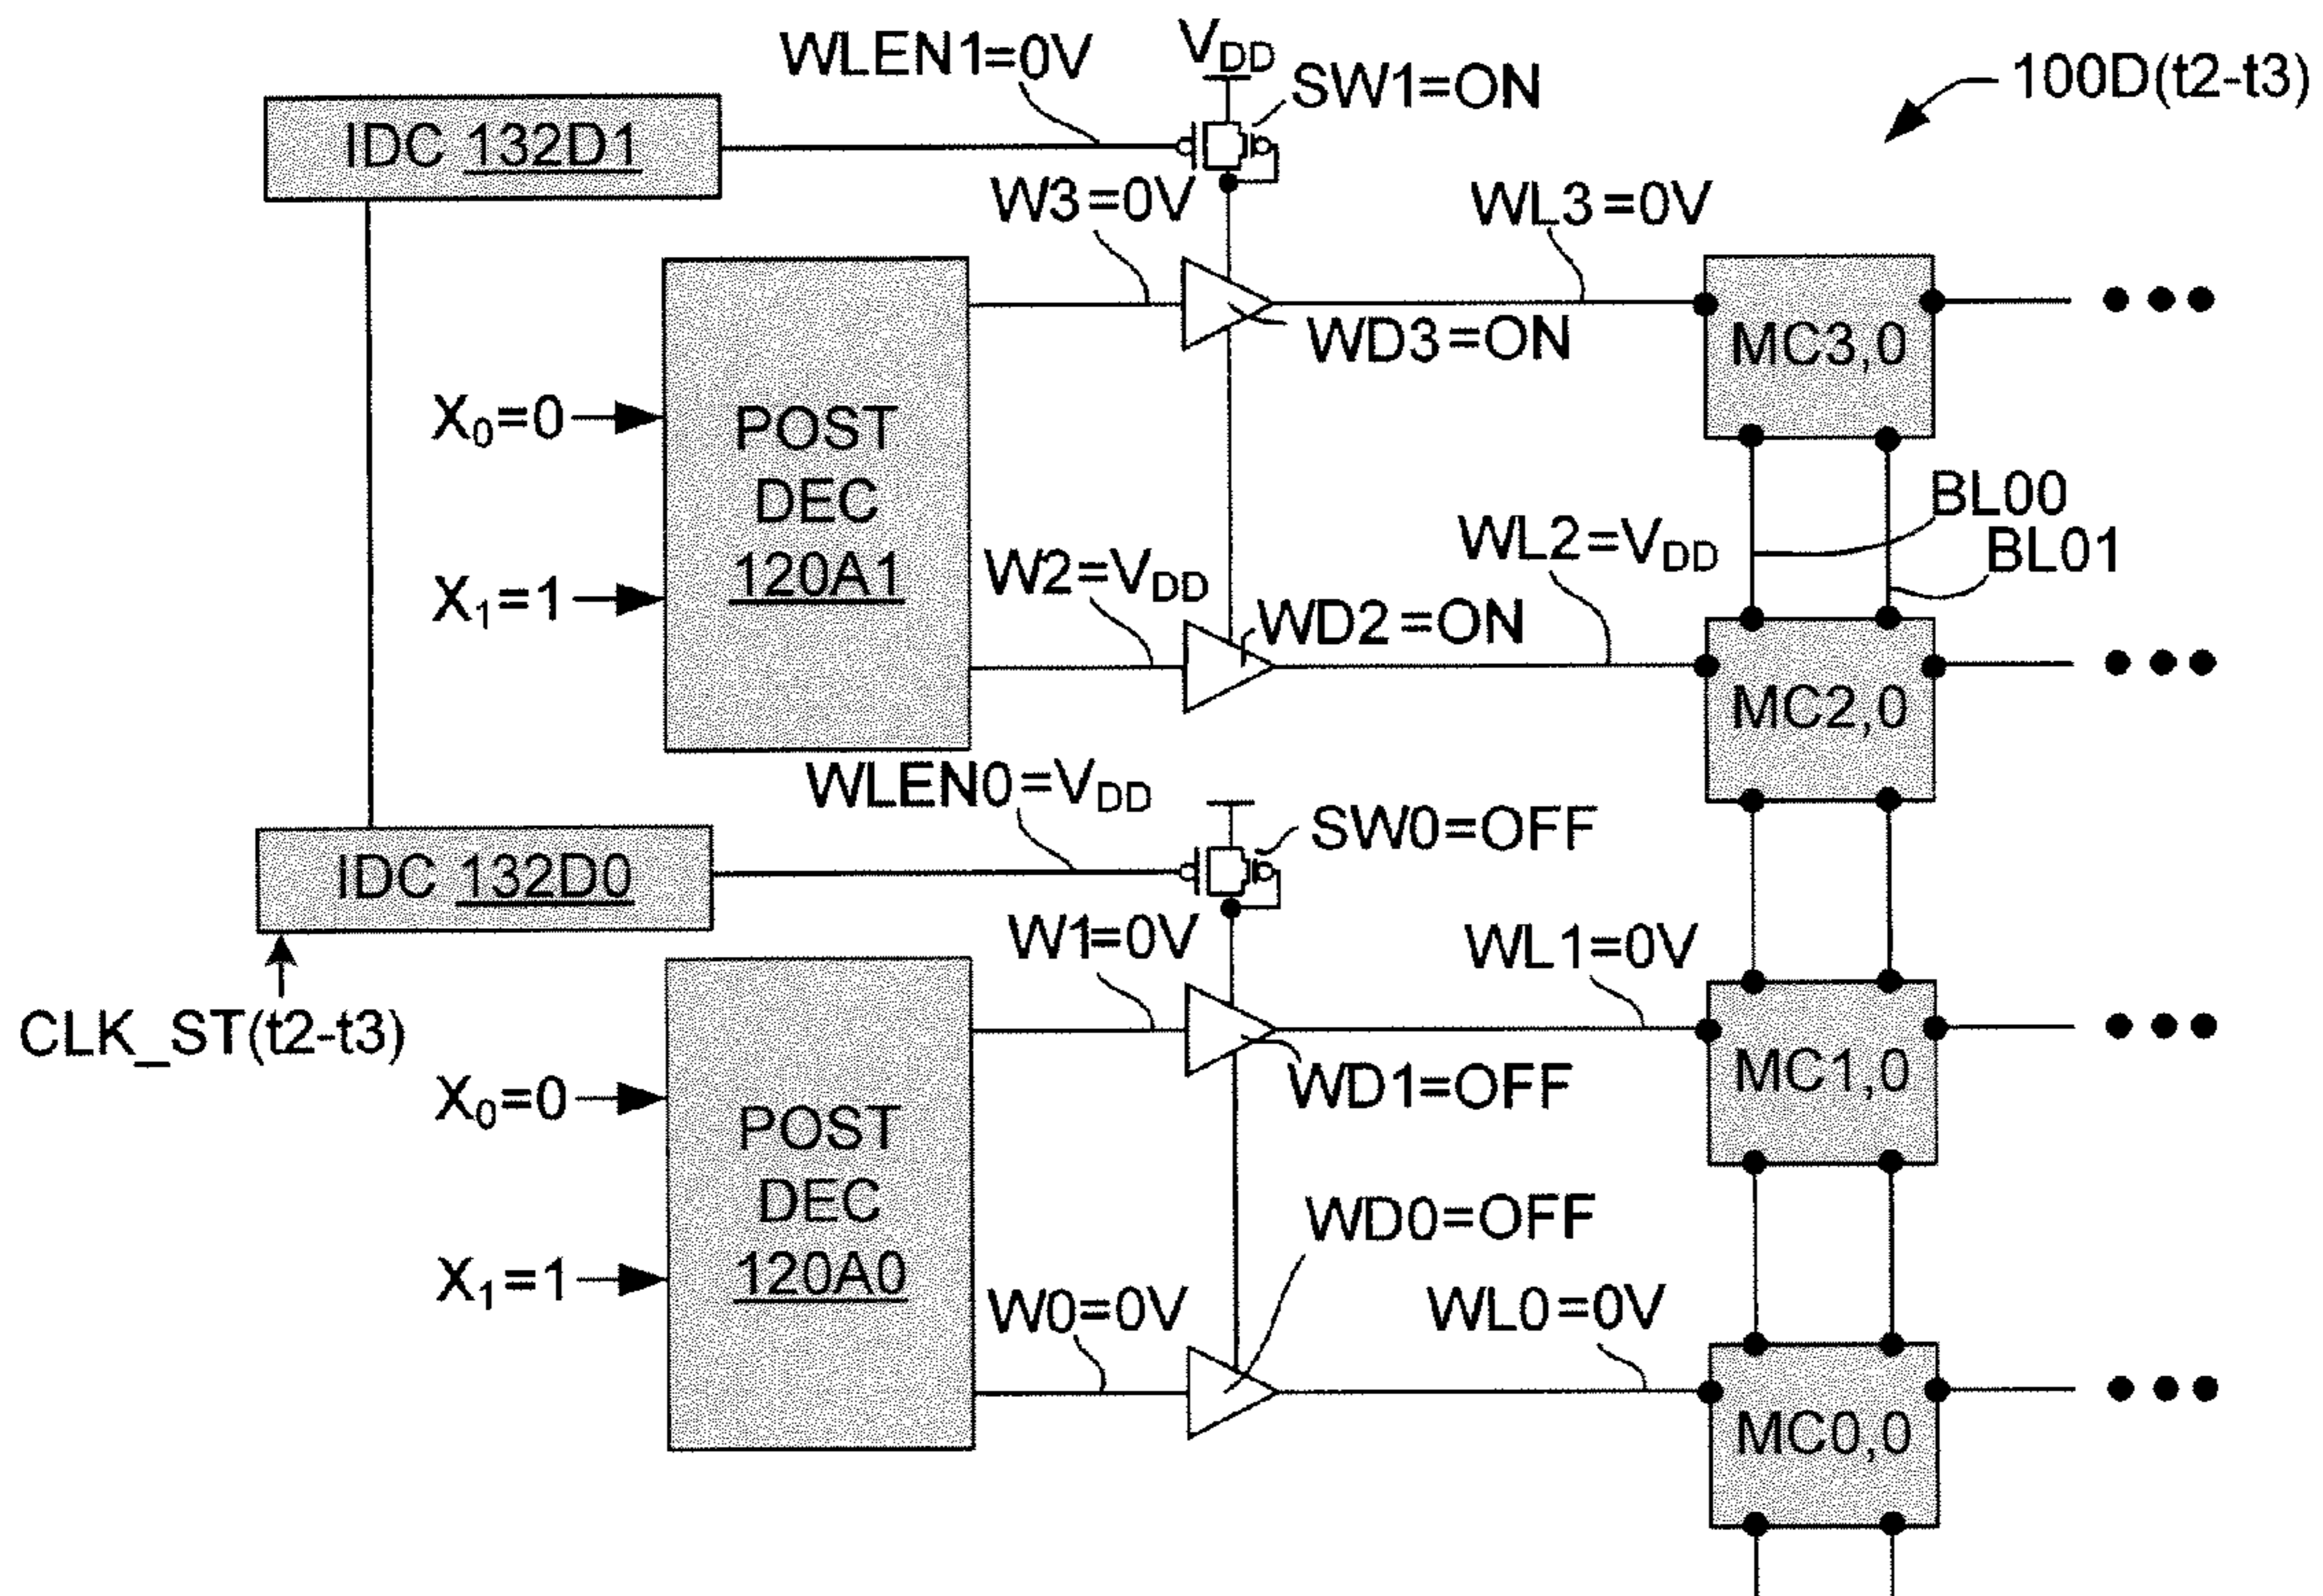 WLEN1=0V
VDD
SW1=ON
100D(t2-t3)
IDC 132D1
W3=0V
WL3=0V
WD3=ON
MC3,0
X0=0
POST
DEC
120A1
X1=1
BL00
BL01
W2=VDD
WL2=VDD
WD2=ON
MC2,0
WLEN0=VDD
SW0=OFF
IDC 132D0
W1=0V
WL1=0V
CLK_ST(t2-t3)
WD1=OFF
MC1,0
X0=0
POST
DEC
120A0
X1=1
WD0=OFF
W0=0V
WL0=0V
MC0,0